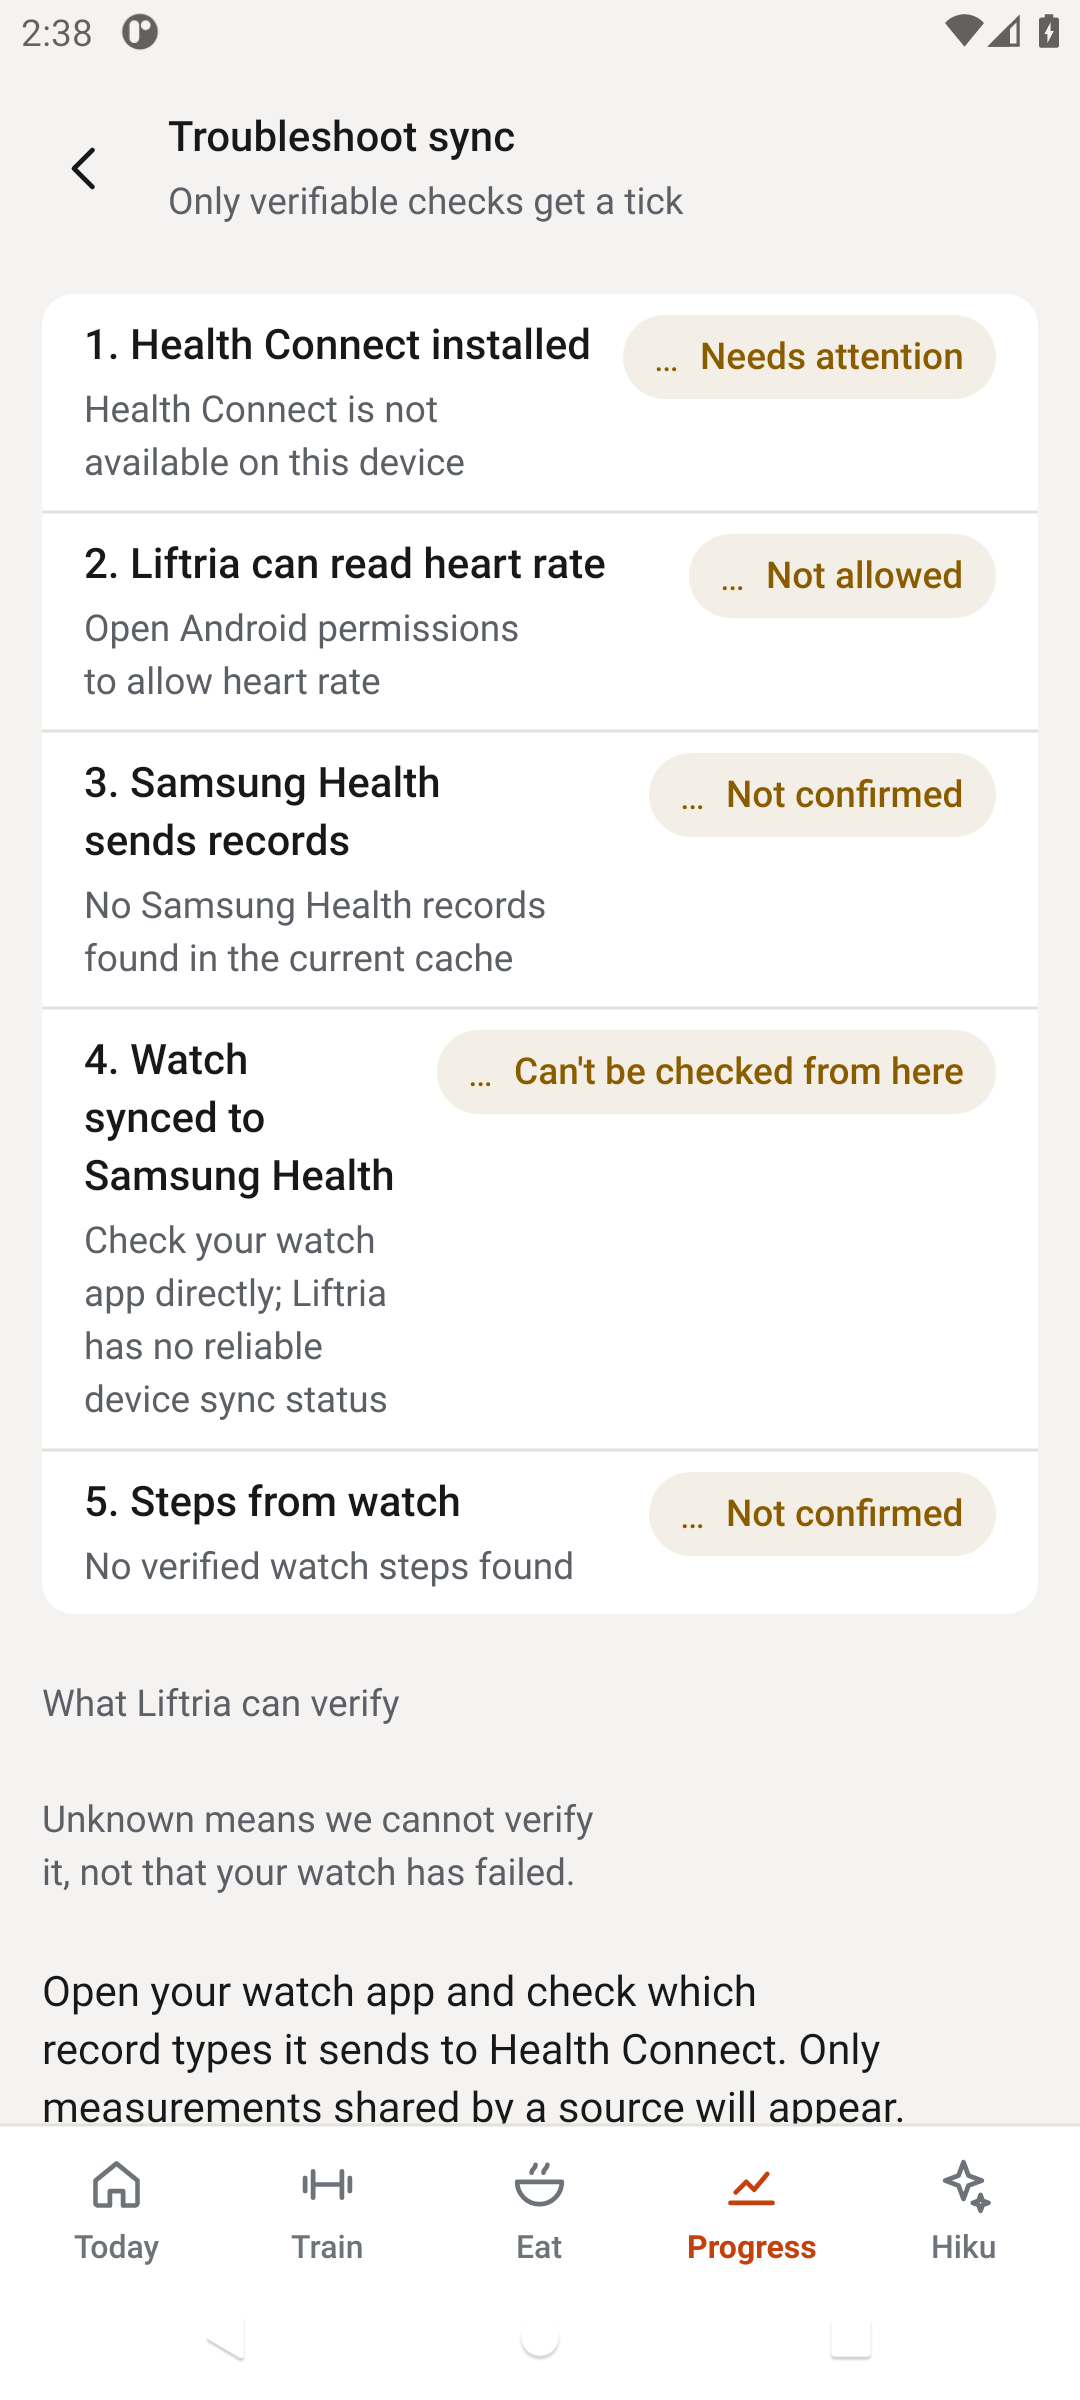 2:38
Troubleshoot sync
Only verifiable checks get a tick
1. Health Connect installed
... Needs attention
Health Connect is not
available on this device
2. Liftria can read heart rate
... Not allowed
Open Android permissions
to allow heart rate
3. Samsung Health
sends records
... Not confirmed
No Samsung Health records
found in the current cache
4. Watch
synced to
Samsung Health
... Can't be checked from here
Check your watch
app directly; Liftria
has no reliable
device sync status
5. Steps from watch
... Not confirmed
No verified watch steps found
What Liftria can verify
Unknown means we cannot verify
it, not that your watch has failed.
Open your watch app and check which
record types it sends to Health Connect. Only
measurements shared by a source will appear.
Today
Train
Eat
Progress
Hiku